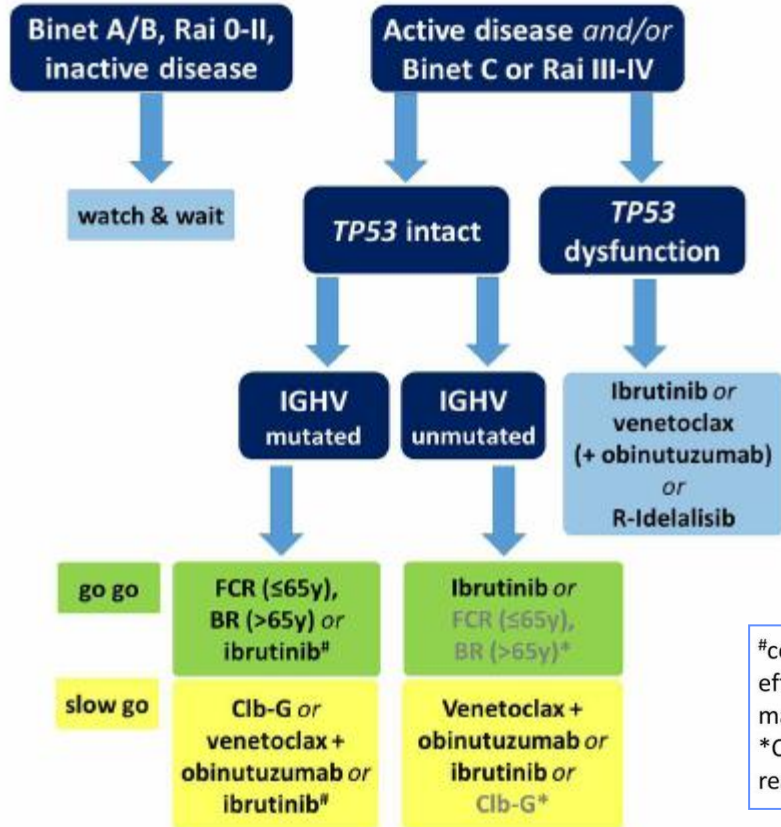 Binet A/B, Rai 0-II,
inactive disease
Active disease and/or
Binet C or Rai III-IV
watch & wait
TP53 intact
TP53
dysfunction
IGHV
mutated
IGHV
unmutated
Ibrutinib or
venetoclax
(+ obinutuzumab)
or
R-Idelalisib
go go
FCR (≤65y),
BR (>65y) or
ibrutinib#
Ibrutinib or
FCR (≤65y),
BR (>65y)*
slow go
Clb-G or
venetoclax +
obinutuzumab or
ibrutinib#
Venetoclax +
obinutuzumab or
ibrutinib or
Clb-G*